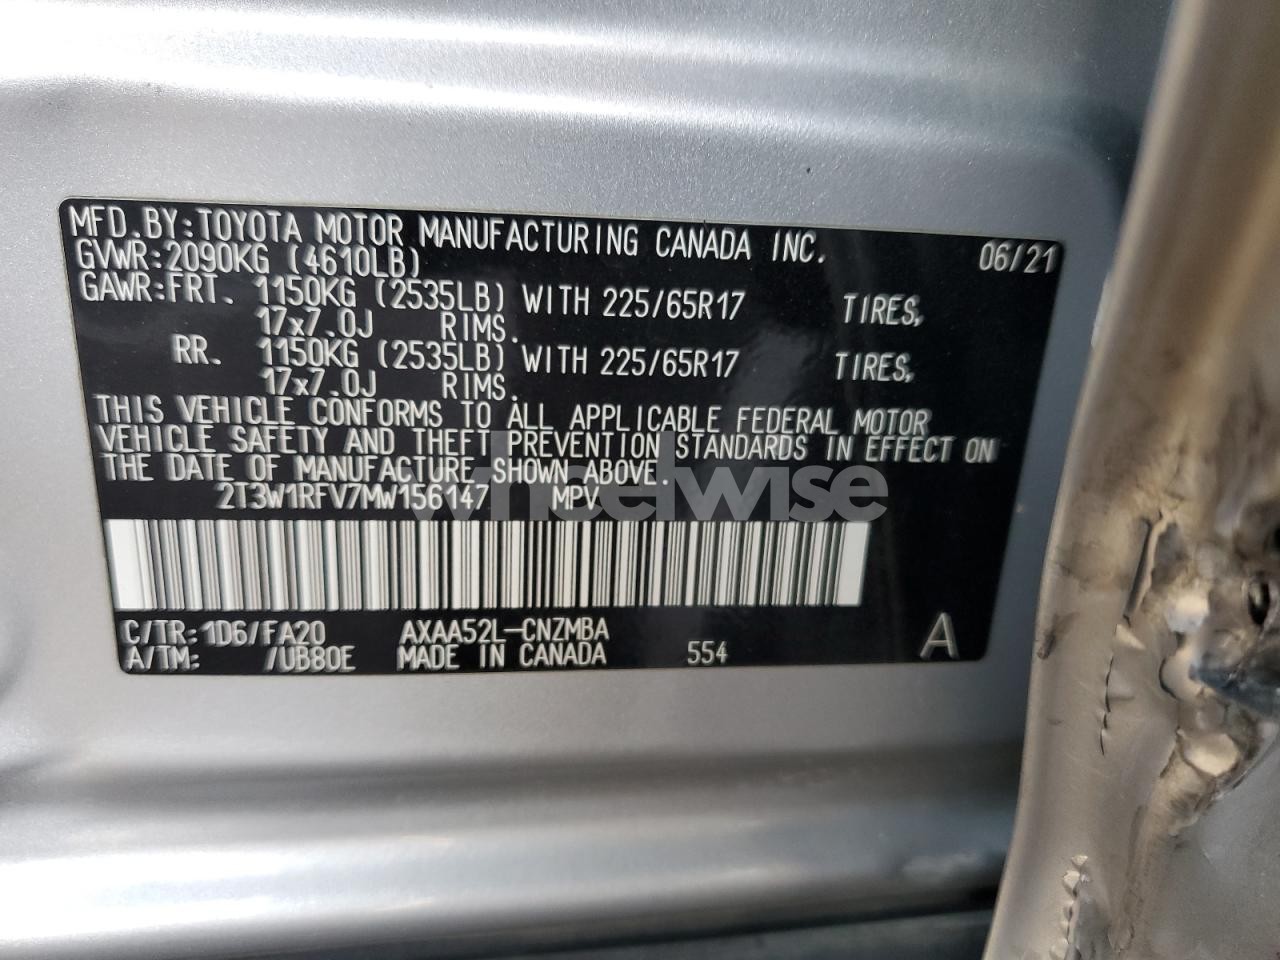 MFD.BY:TOYOTA MOTOR MANUFACTURING CANADA INC. 06/21
GVWR:2090KG (4610LB)
GAWR:FRT. 1150KG (2535LB) WITH 225/65R17 TIRES,
17x7.0J RIMS.
RR. 1150KG (2535LB) WITH 225/65R17 TIRES,
17x7.0J RIMS.
THIS VEHICLE CONFORMS TO ALL APPLICABLE FEDERAL MOTOR
VEHICLE SAFETY AND THEFT PREVENTION STANDARDS IN EFFECT ON
THE DATE OF MANUFACTURE SHOWN ABOVE.
2T3W1RFV7MW156147 MPV
wheelwise
C/TR:1D6/FA20 AXAA52L-CNZMBA
A/TM: /UB80E MADE IN CANADA 554 A